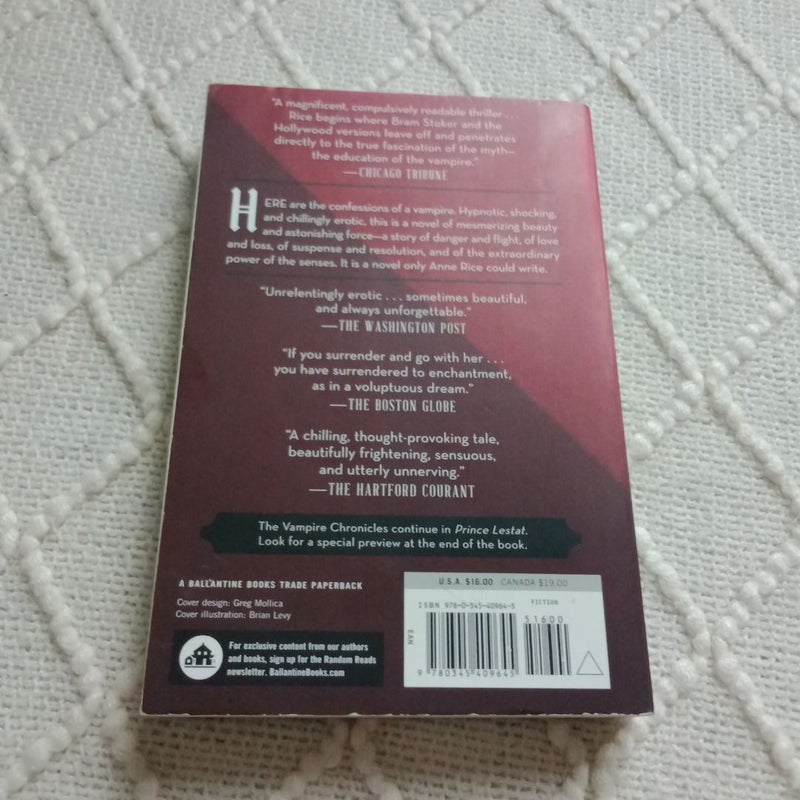 "A magnificent, compulsively readable thriller . . .
Rice begins where Bram Stoker and the
Hollywood versions leave off and penetrates
directly to the true fascination of the myth—
the education of the vampire."
—CHICAGO TRIBUNE
HERE are the confessions of a vampire. Hypnotic, shocking,
and chillingly erotic, this is a novel of mesmerizing beauty
and astonishing force—a story of danger and flight, of love
and loss, of suspense and resolution, and of the extraordinary
power of the senses. It is a novel only Anne Rice could write.
"Unrelentingly erotic . . . sometimes beautiful,
and always unforgettable."
—THE WASHINGTON POST
"If you surrender and go with her . . .
you have surrendered to enchantment,
as in a voluptuous dream."
—THE BOSTON GLOBE
"A chilling, thought-provoking tale,
beautifully frightening, sensuous,
and utterly unnerving."
—THE HARTFORD COURANT
The Vampire Chronicles continue in Prince Lestat.
Look for a special preview at the end of the book.
A BALLANTINE BOOKS TRADE PAPERBACK
Cover design: Greg Mollica
Cover illustration: Brian Levy
For exclusive content from our authors
and books, sign up for the Random Reads
newsletter. BallantineBooks.com
U.S.A. $16.00 CANADA $19.00
FICTION
ISBN 978-0-345-40964-5
51600
EAN
9 780345 409645